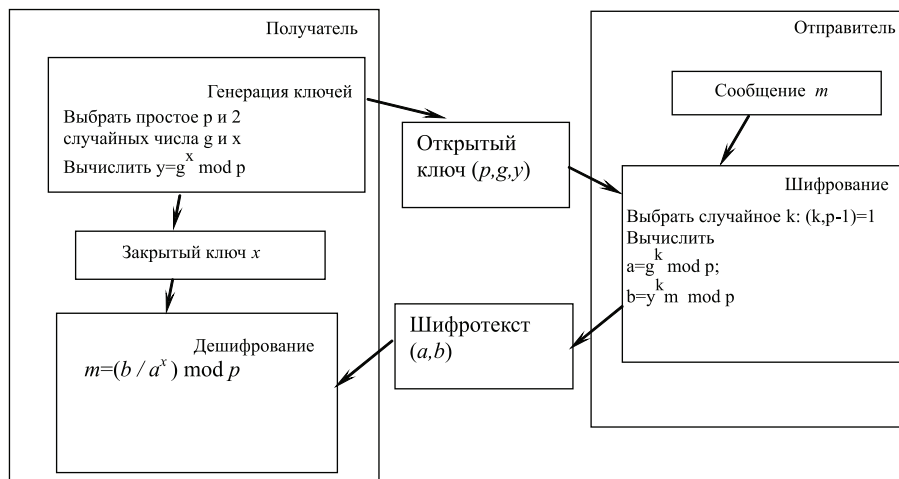 Получатель
Генерация ключей
Выбрать простое p и 2
случайных числа g и x
Вычислить y=g^x mod p
Закрытый ключ x
Дешифрование
m=(b / a^x ) mod p
Открытый
ключ (p,g,y)
Шифротекст
(a,b)
Отправитель
Сообщение m
Шифрование
Выбрать случайное k: (k,p-1)=1
Вычислить
a=g^k mod p;
b=y^k m mod p